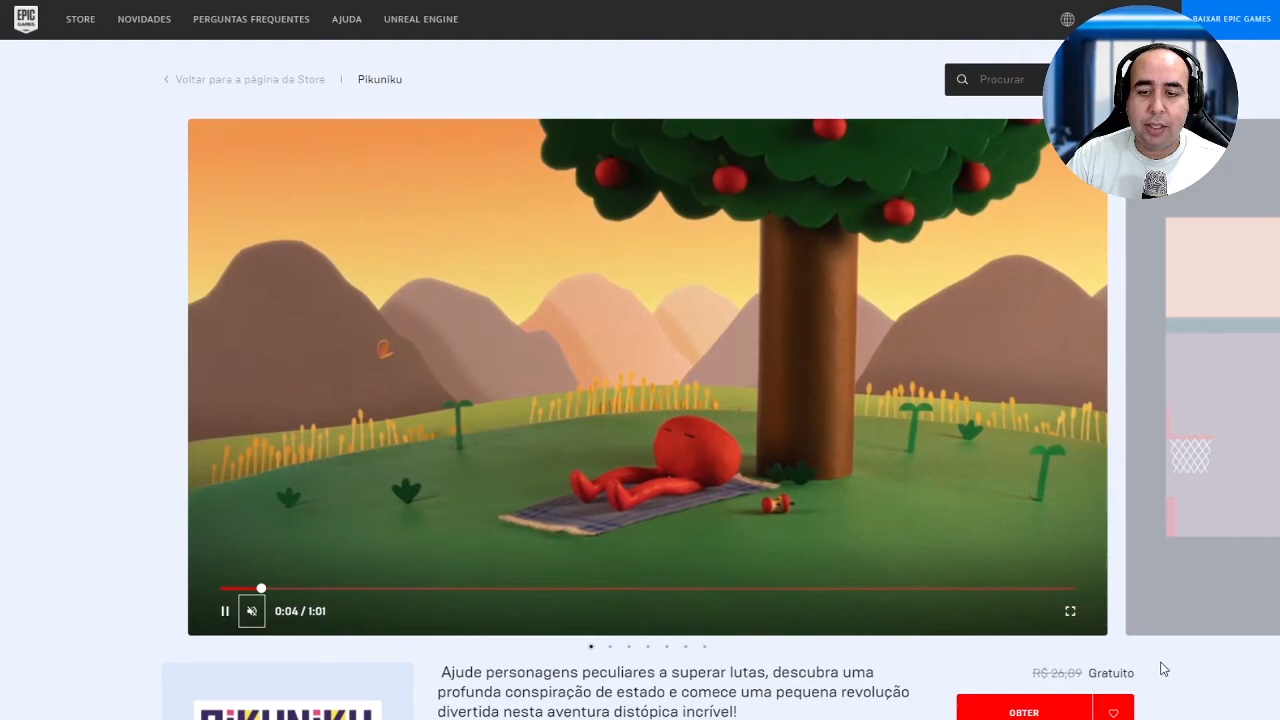 EPIC GAMES
STORE NOVIDADES PERGUNTAS FREQUENTES AJUDA UNREAL ENGINE
BAIXAR EPIC GAMES
Voltar para a página da Store | Pikuniku
Procurar
0:04 / 1:01
Ajude personagens peculiares a superar lutas, descubra uma
profunda conspiração de estado e comece uma pequena revolução
divertida nesta aventura distópica incrível!
R$ 26,89 Gratuito
OBTER
PIKUNIKU